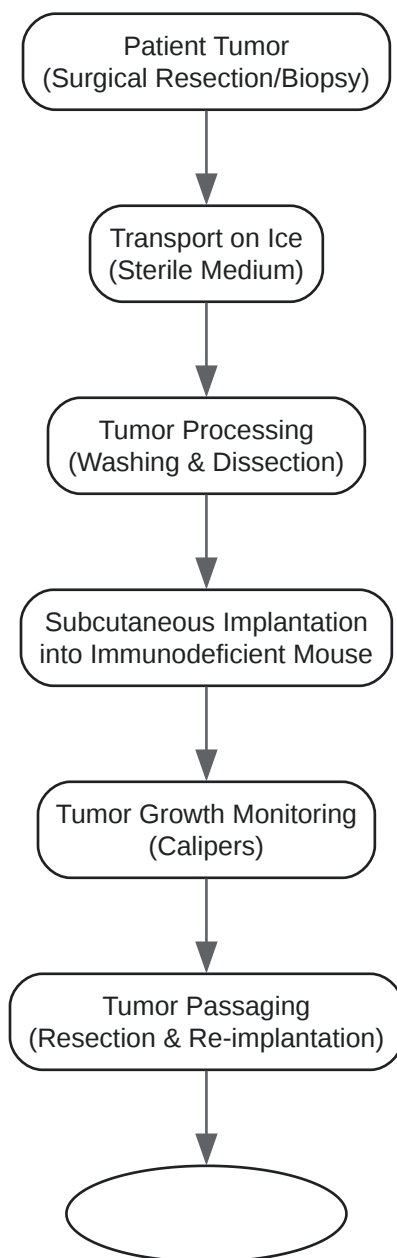 Patient Tumor
(Surgical Resection/Biopsy)
Transport on Ice
(Sterile Medium)
Tumor Processing
(Washing & Dissection)
Subcutaneous Implantation
into Immunodeficient Mouse
Tumor Growth Monitoring
(Calipers)
Tumor Passaging
(Resection & Re-implantation)